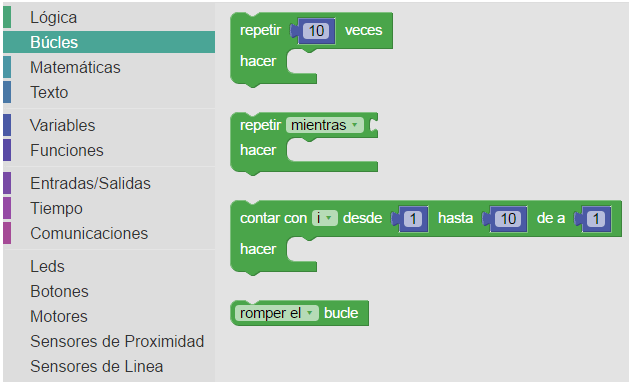 Lógica
Búcles
Matemáticas
Texto
Variables
Funciones
Entradas/Salidas
Tiempo
Comunicaciones
Leds
Botones
Motores
Sensores de Proximidad
Sensores de Linea
repetir 10 veces
hacer
repetir mientras
hacer
contar con i desde 1 hasta 10 de a 1
hacer
romper el bucle